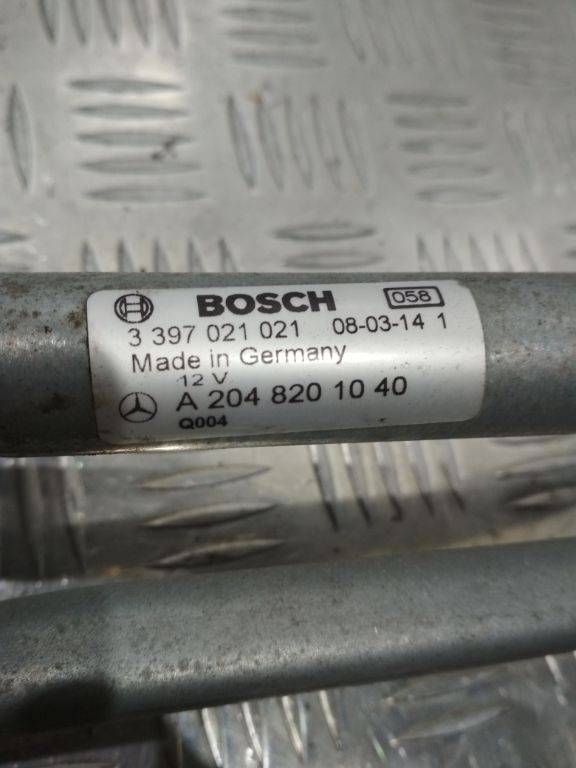 BOSCH 058
3 397 021 021 08-03-14 1
Made in Germany
12 V
A 204 820 10 40
Q004